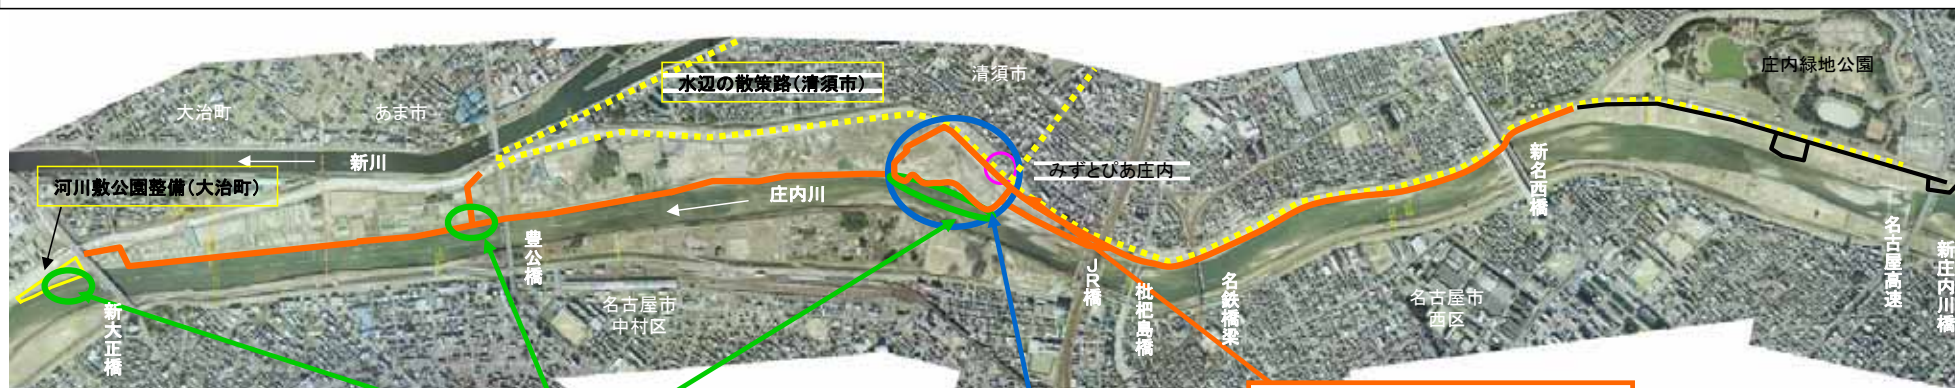 水辺の散策路(清須市)
清須市
庄内緑地公園
大治町
あま市
新川
みずとぴあ庄内
河川敷公園整備(大治町)
庄内川
新名西橋
豊公橋
名古屋高速
新庄内川橋
JR橋
枇杷島橋
名鉄橋梁
新大正橋
名古屋市
中村区
名古屋市
西区